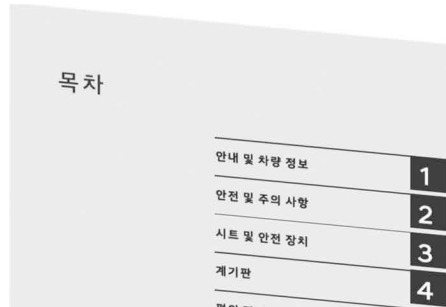 목차
안내 및 차량 정보 1
안전 및 주의 사항 2
시트 및 안전 장치 3
계기판 4